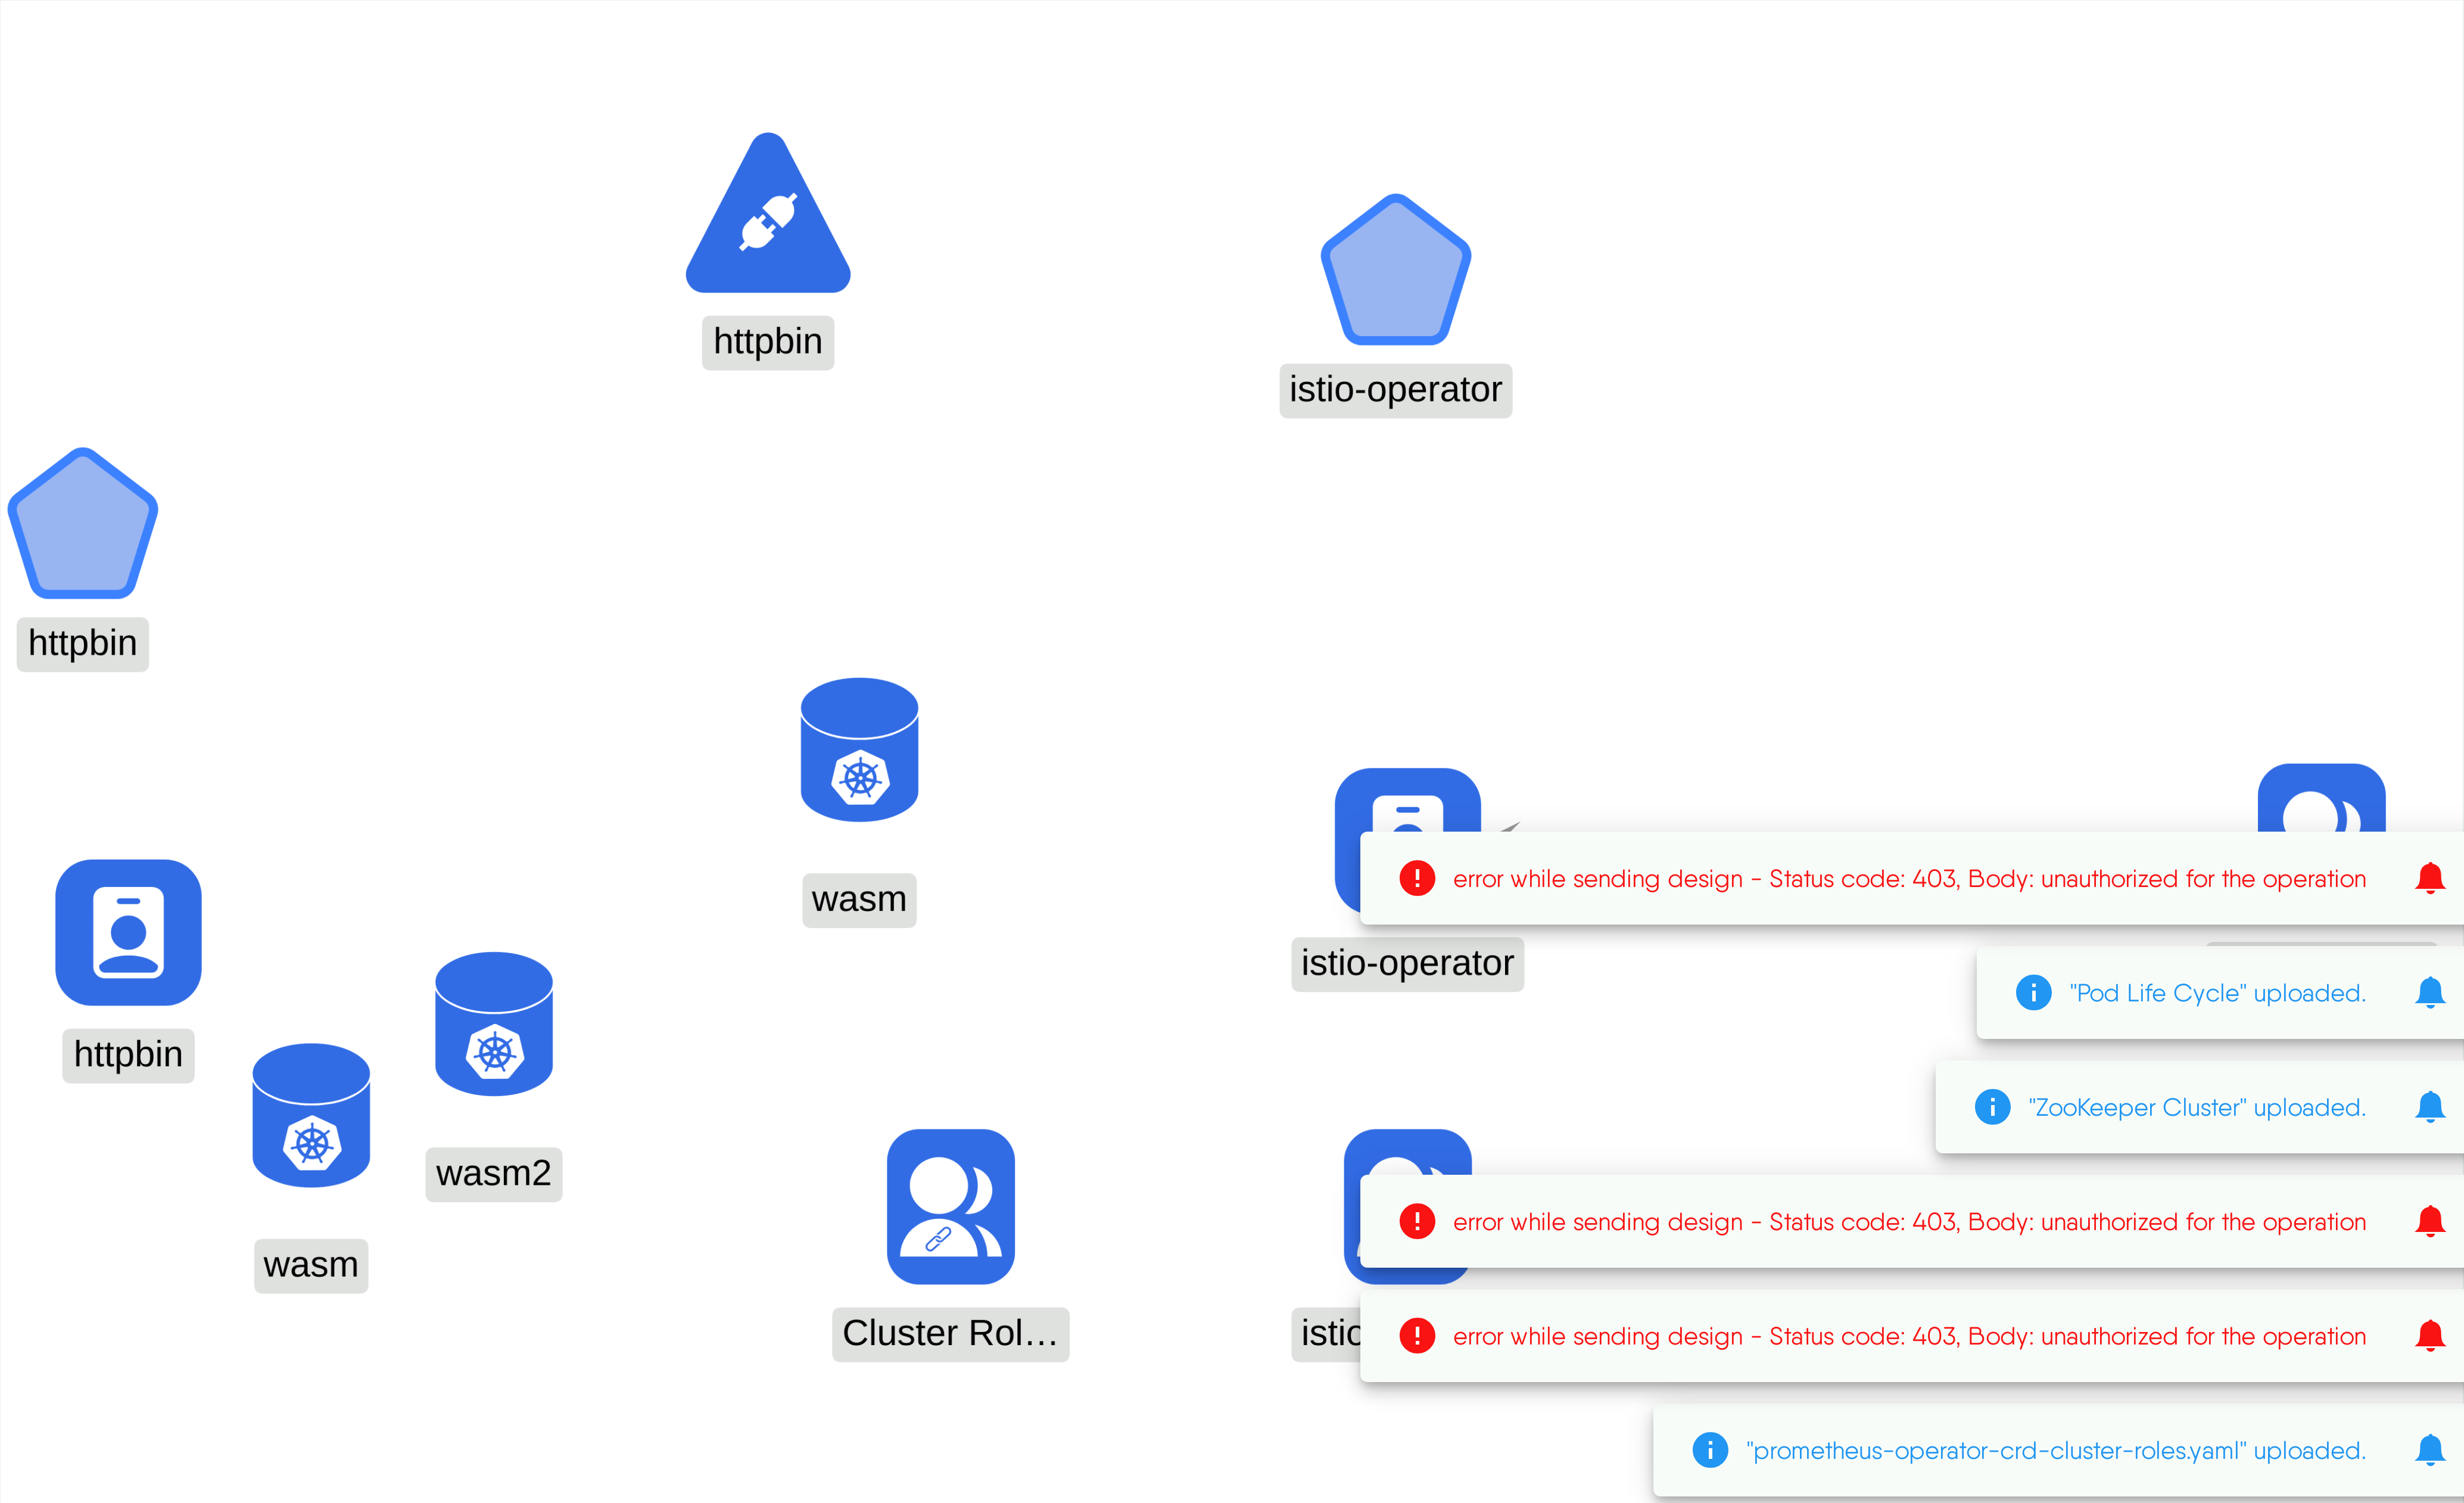 httpbin
istio-operator
httpbin
wasm
httpbin
wasm2
wasm
istio-operator
Cluster Rol...
istio
error while sending design - Status code: 403, Body: unauthorized for the operation
"Pod Life Cycle" uploaded.
"ZooKeeper Cluster" uploaded.
error while sending design - Status code: 403, Body: unauthorized for the operation
error while sending design - Status code: 403, Body: unauthorized for the operation
"prometheus-operator-crd-cluster-roles.yaml" uploaded.